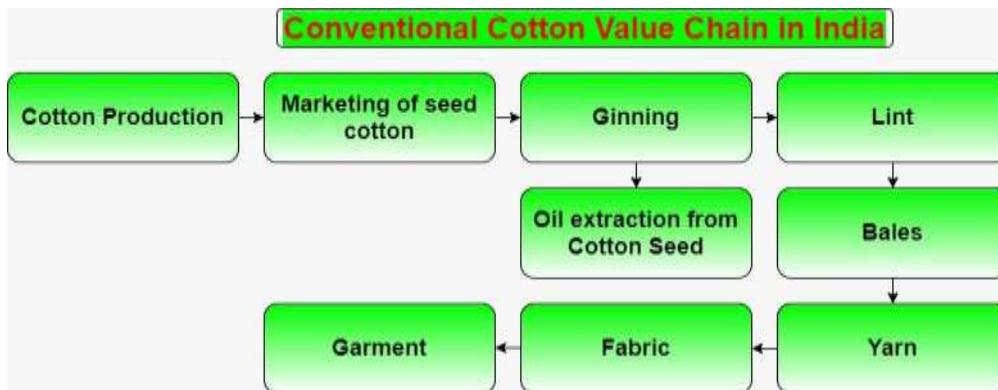 Conventional Cotton Value Chain in India
Cotton Production
Marketing of seed
cotton
Ginning
Lint
Oil extraction from
Cotton Seed
Bales
Garment
Fabric
Yarn